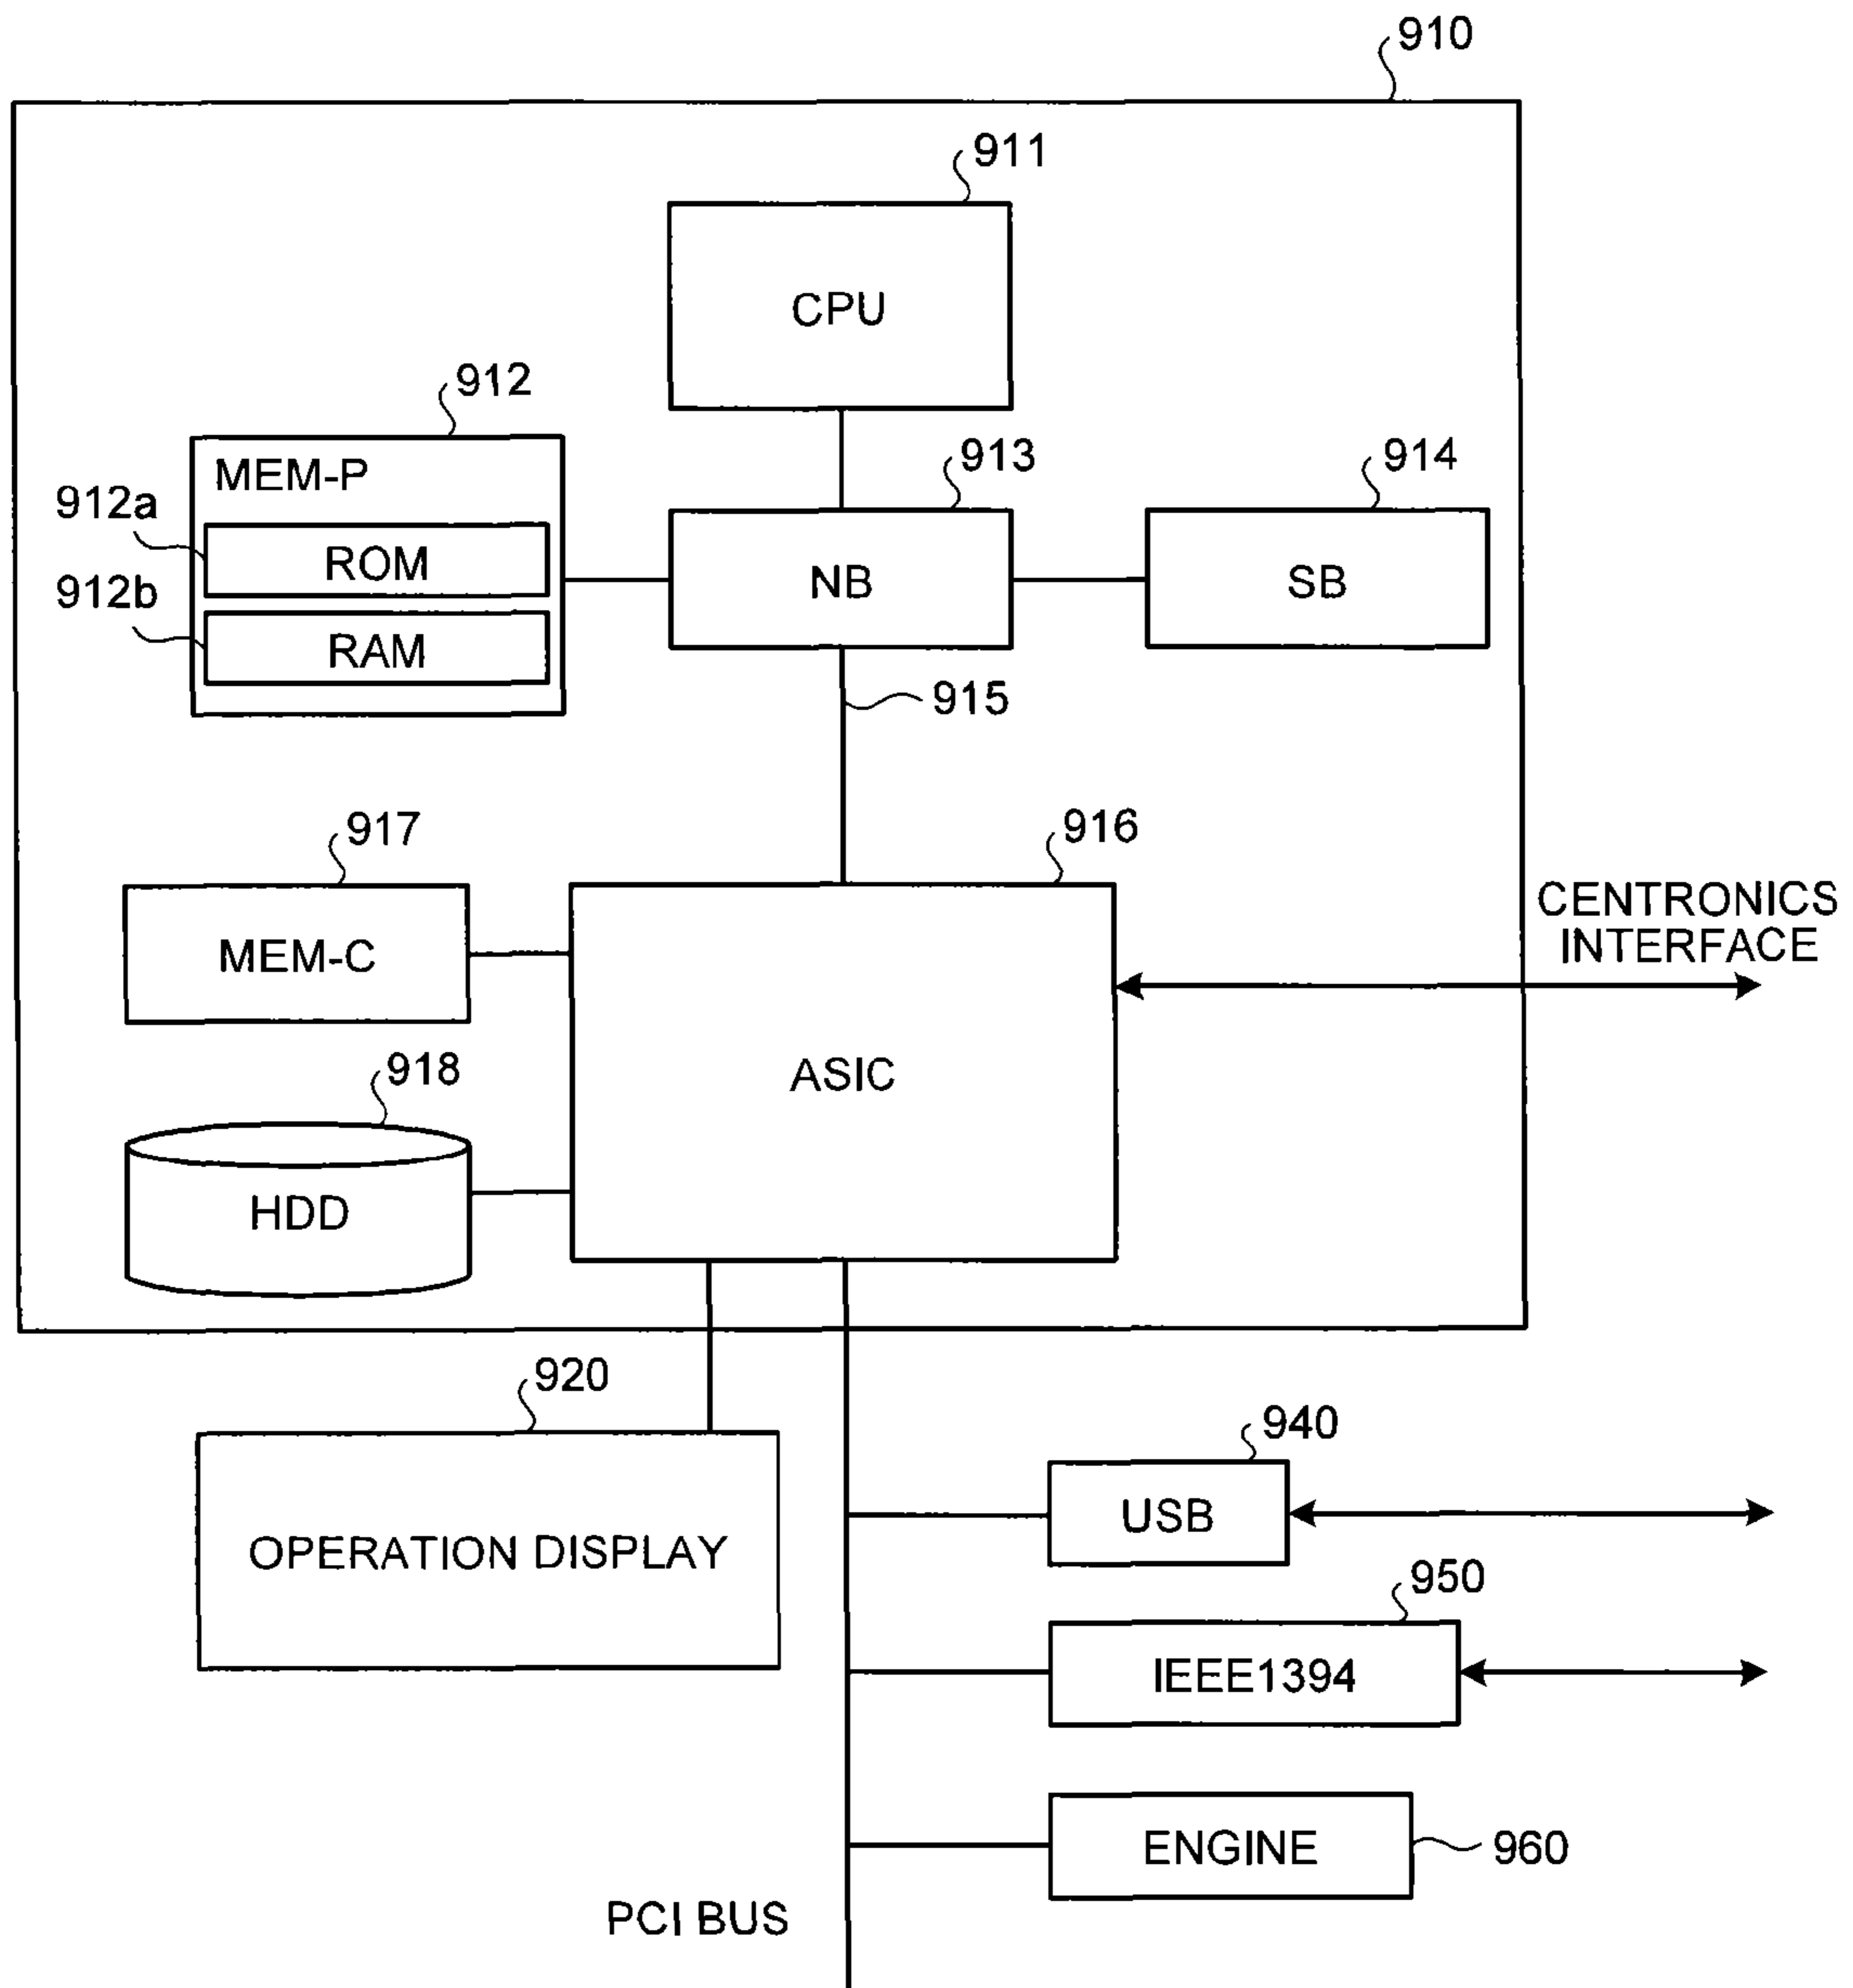 910
911
CPU
912
MEM-P
913
914
912a
ROM
NB
SB
912b
RAM
915
917
916
MEM-C
CENTRONICS
INTERFACE
918
ASIC
HDD
920
940
OPERATION DISPLAY
USB
950
IEEE1394
ENGINE
960
PCI BUS